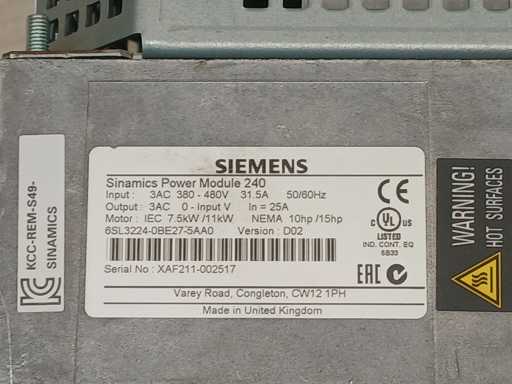 SIEMENS
Sinamics Power Module 240
Input : 3AC 380 - 480V 31.5A 50/60Hz
Output : 3AC 0 - Input V In = 25A
Motor : IEC 7.5kW /11kW NEMA 10hp /15hp
6SL3224-0BE27-5AA0 Version : D02
Serial No : XAF211-002517
Varey Road, Congleton, CW12 1PH
Made in United Kingdom
CE
C UL US
LISTED
IND. CONT. EQ
5B33
EAC
KCC-REM-S49-
SINAMICS
WARNING!
HOT SURFACES